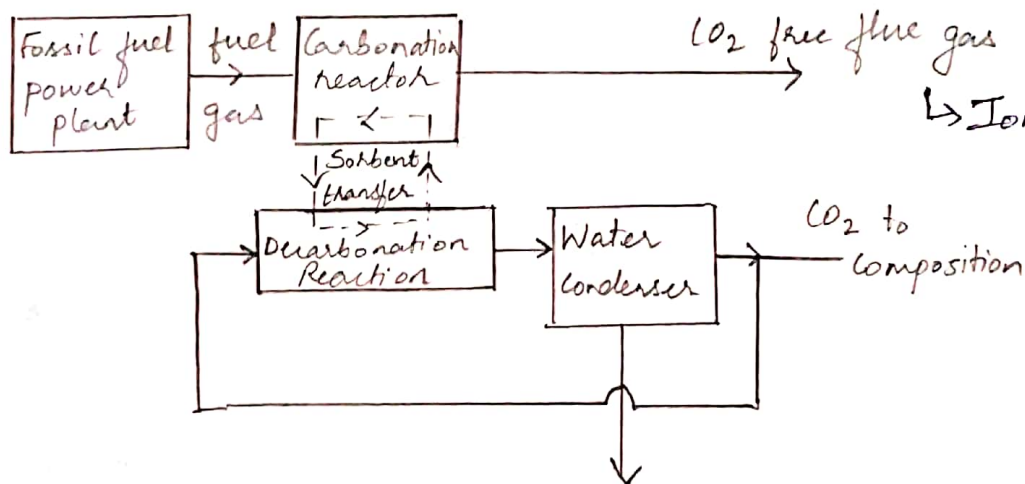 Fossil fuel
power
plant
fuel
gas
Carbonation
reactor
CO2 free flue gas
Sorbent
transfer
Decarbonation
Reaction
Water
Condenser
CO2 to
Composition